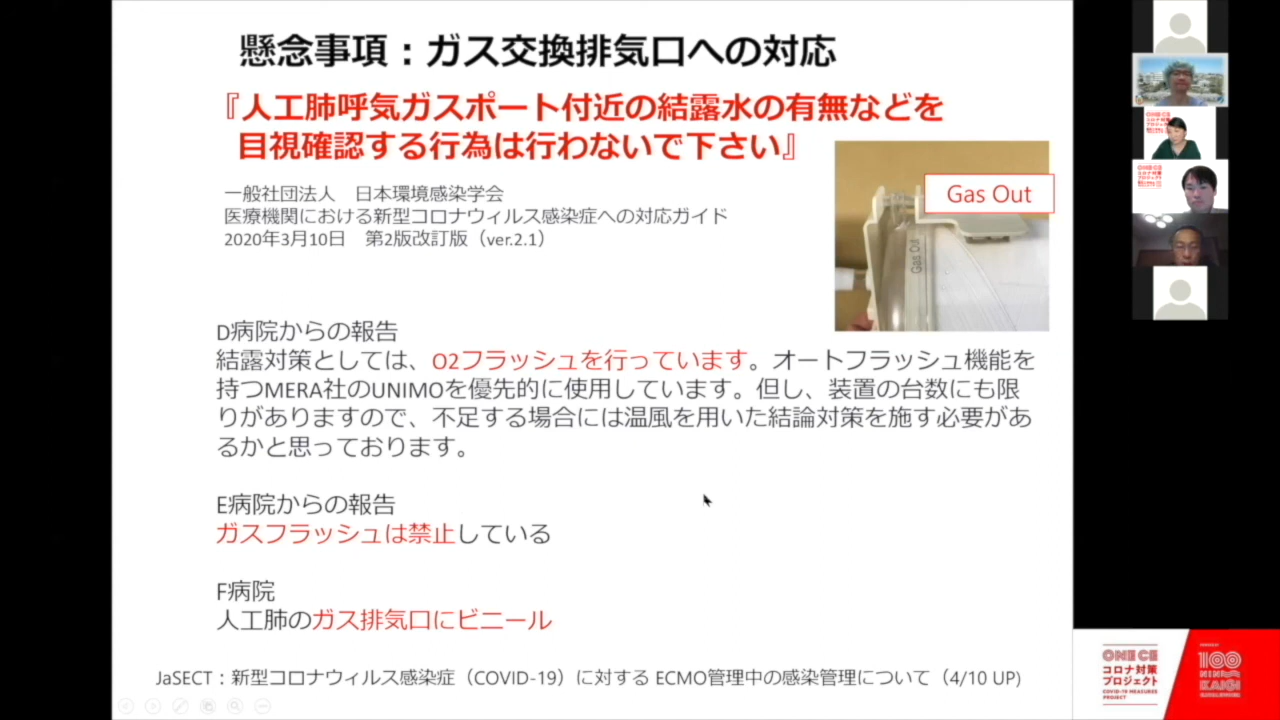 懸念事項：ガス交換排気口への対応
『人工肺呼気ガスポート付近の結露水の有無などを
目視確認する行為は行わないで下さい』
一般社団法人　日本環境感染学会
医療機関における新型コロナウィルス感染症への対応ガイド
2020年3月10日　第2版改訂版（ver.2.1）
Gas Out
Gas Out
D病院からの報告
結露対策としては、O2フラッシュを行っています。オートフラッシュ機能を
持つMERA社のUNIMOを優先的に使用しています。但し、装置の台数にも限
りがありますので、不足する場合には温風を用いた結論対策を施す必要があ
るかと思っております。
E病院からの報告
ガスフラッシュは禁止している
F病院
人工肺のガス排気口にビニール
JaSECT：新型コロナウィルス感染症（COVID-19）に対する ECMO管理中の感染管理について（4/10 UP)
ONE CE
コロナ対策
プロジェクト
COVID-19 MEASURES
PROJECT
100
NIN
KAIGI